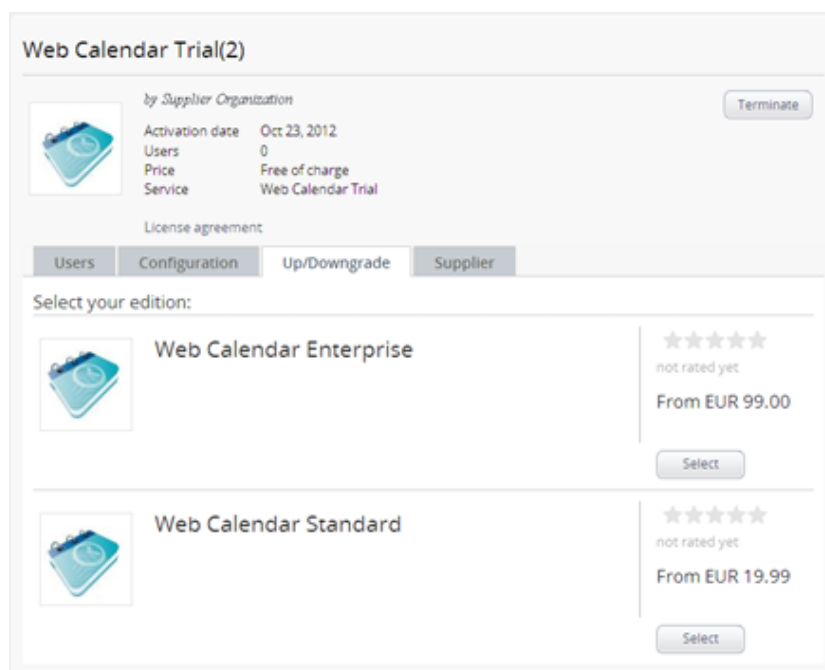 Web Calendar Trial(2)
by Supplier Organization
Terminate
Activation date Oct 23, 2012
Users 0
Price Free of charge
Service Web Calendar Trial
License agreement
Users Configuration Up/Downgrade Supplier
Select your edition:
Web Calendar Enterprise
not rated yet
From EUR 99.00
Select
Web Calendar Standard
not rated yet
From EUR 19.99
Select